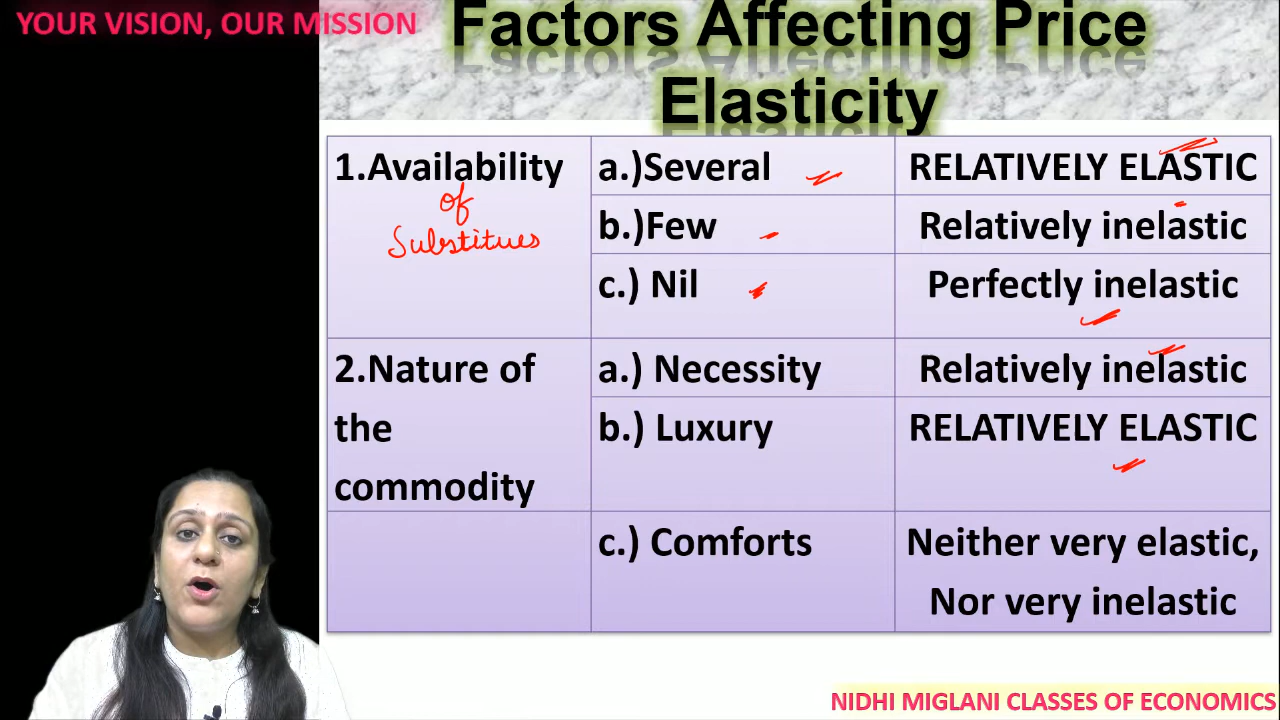 YOUR VISION, OUR MISSION
Factors Affecting Price
Elasticity
1.Availability
of
Substitues
a.)Several
RELATIVELY ELASTIC
b.)Few
Relatively inelastic
c.) Nil
Perfectly inelastic
2.Nature of
the
commodity
a.) Necessity
Relatively inelastic
b.) Luxury
RELATIVELY ELASTIC
c.) Comforts
Neither very elastic,
Nor very inelastic
NIDHI MIGLANI CLASSES OF ECONOMICS